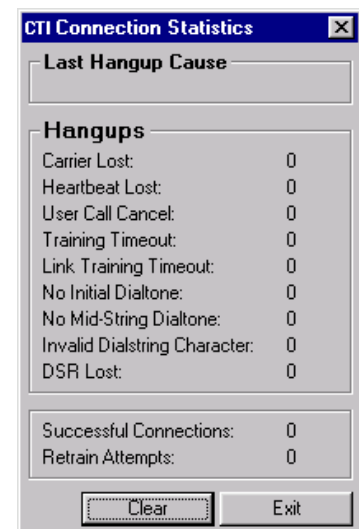 CTI Connection Statistics
Last Hangup Cause
Hangups
Carrier Lost: 0
Heartbeat Lost: 0
User Call Cancel: 0
Training Timeout: 0
Link Training Timeout: 0
No Initial Dialtone: 0
No Mid-String Dialtone: 0
Invalid Dialstring Character: 0
DSR Lost: 0
Successful Connections: 0
Retrain Attempts: 0
Clear Exit